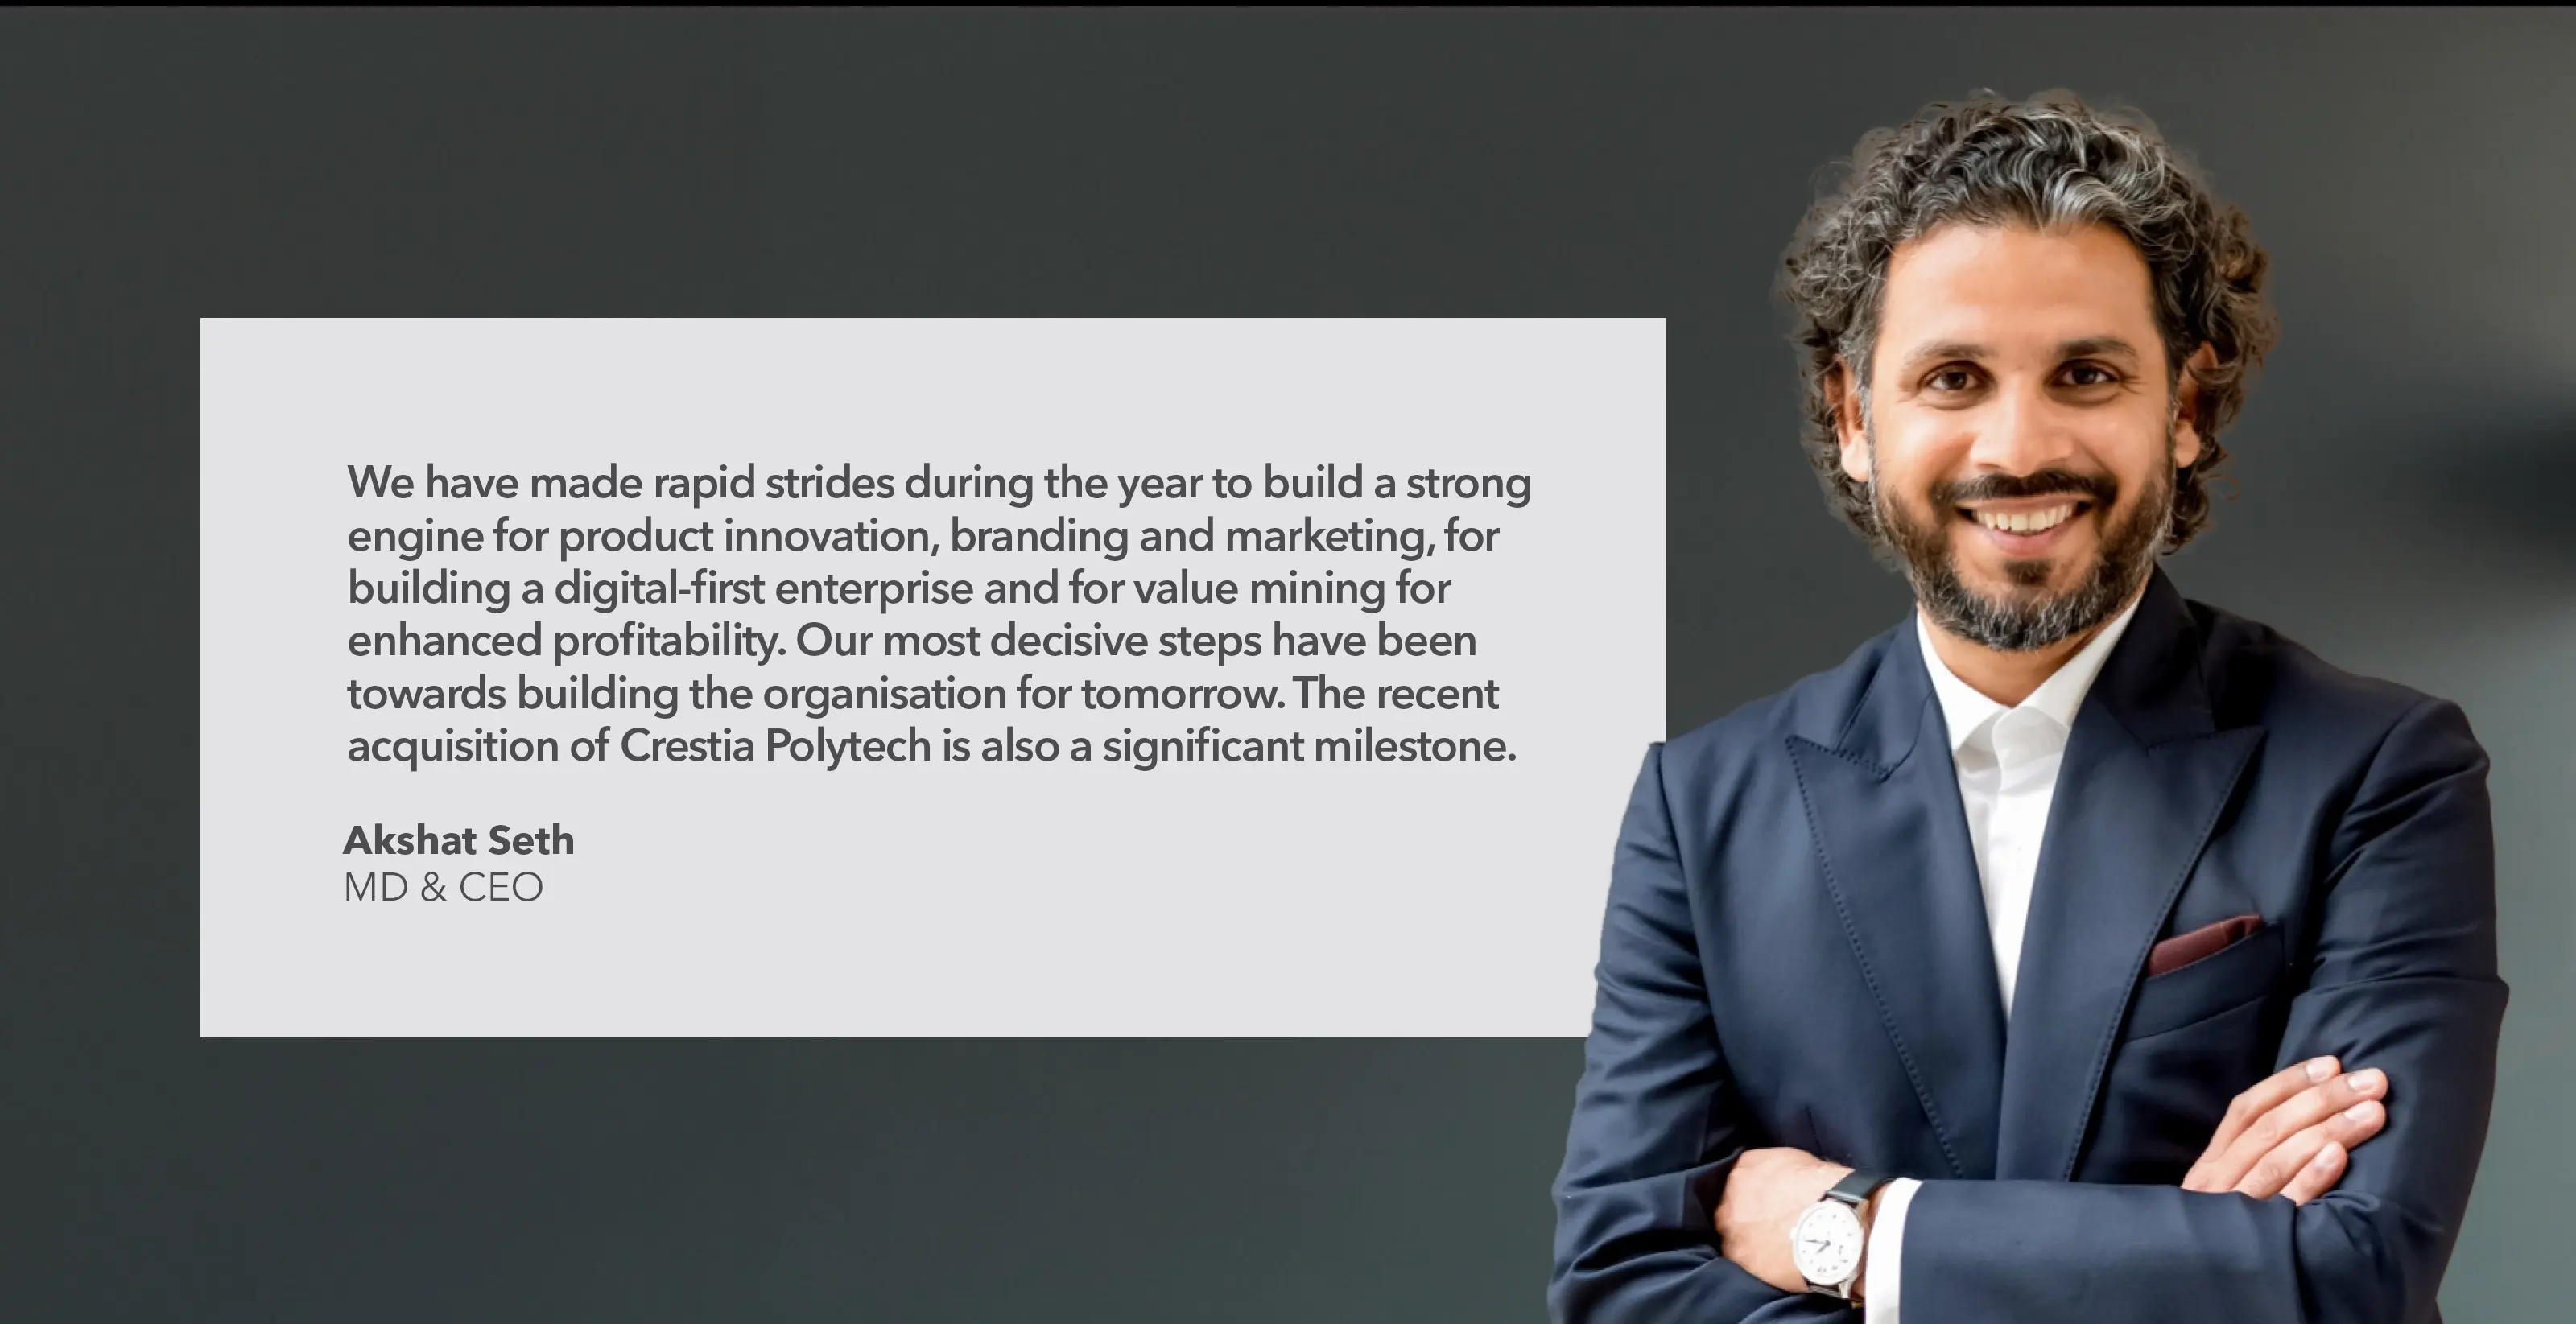 We have made rapid strides during the year to build a strong
engine for product innovation, branding and marketing, for
building a digital-first enterprise and for value mining for
enhanced profitability. Our most decisive steps have been
towards building the organisation for tomorrow. The recent
acquisition of Crestia Polytech is also a significant milestone.
Akshat Seth
MD & CEO